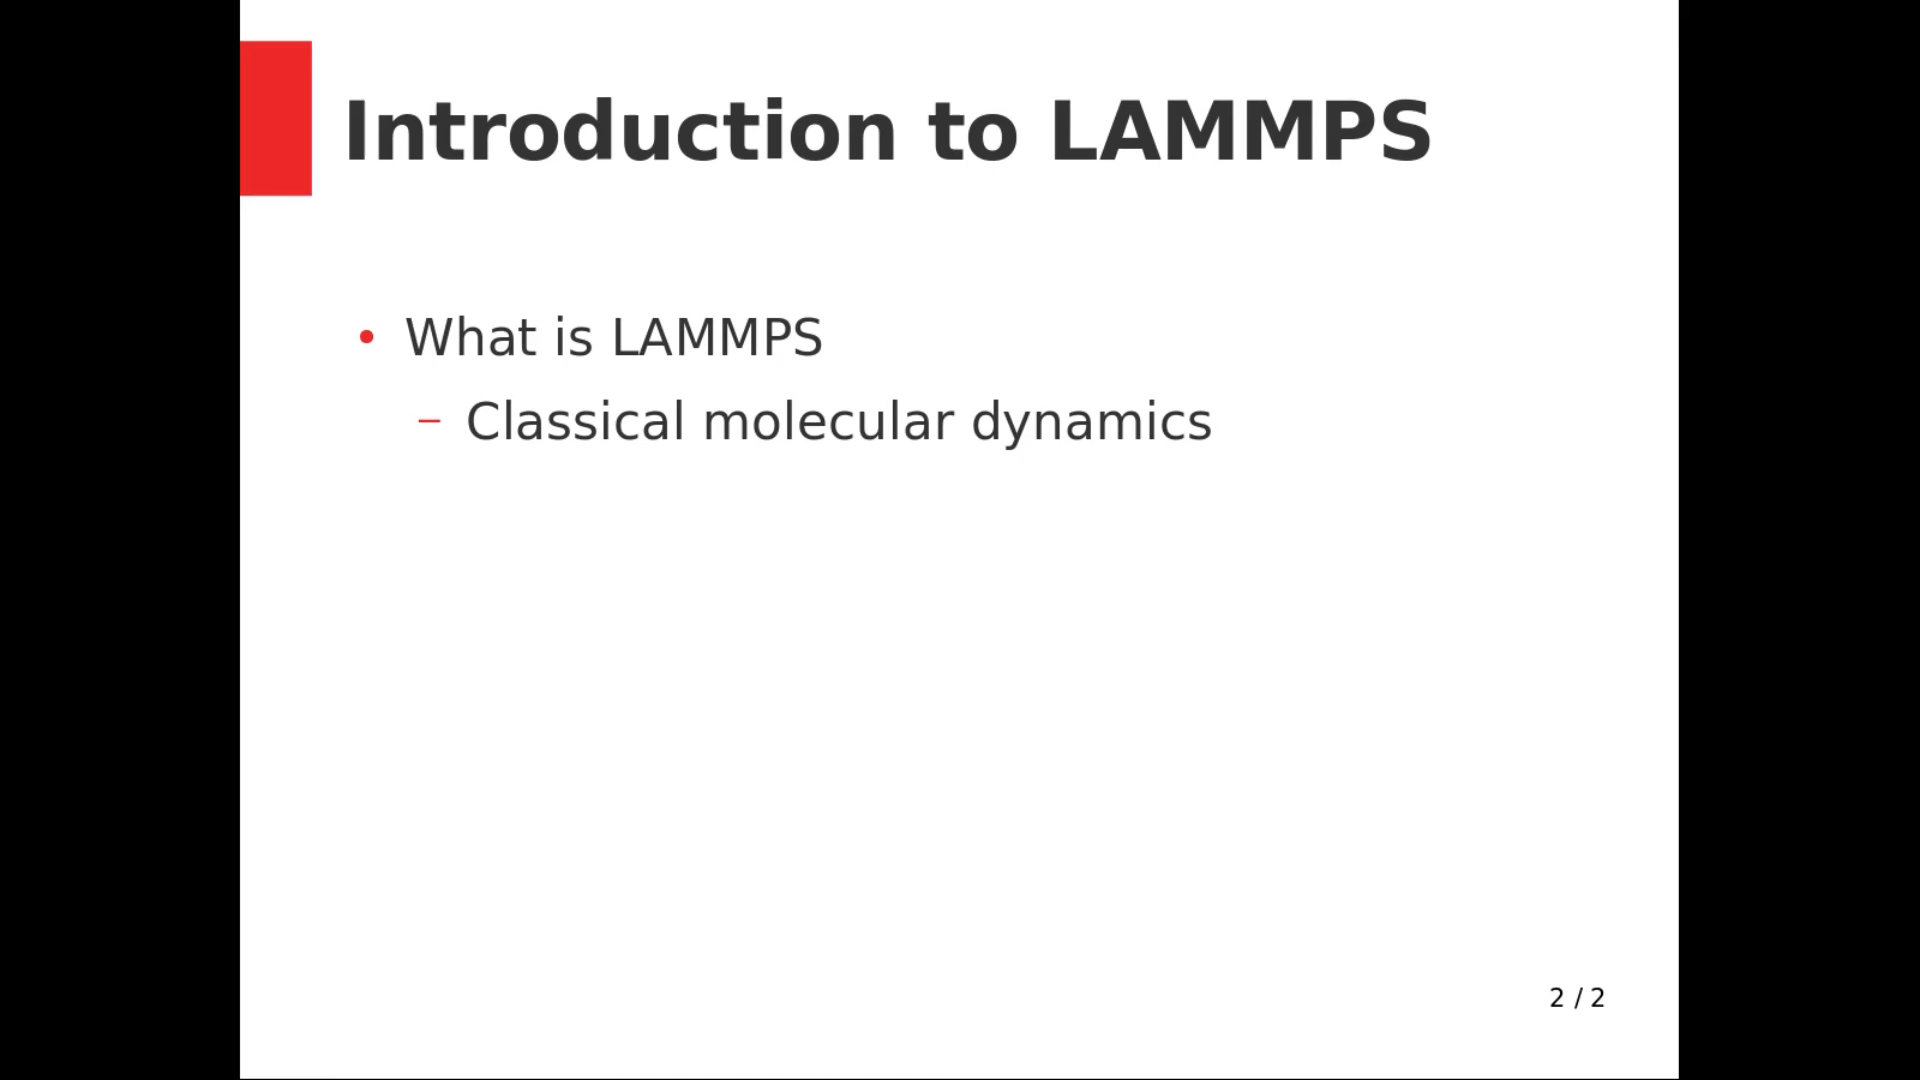 Introduction to LAMMPS
• What is LAMMPS
– Classical molecular dynamics
2 / 2